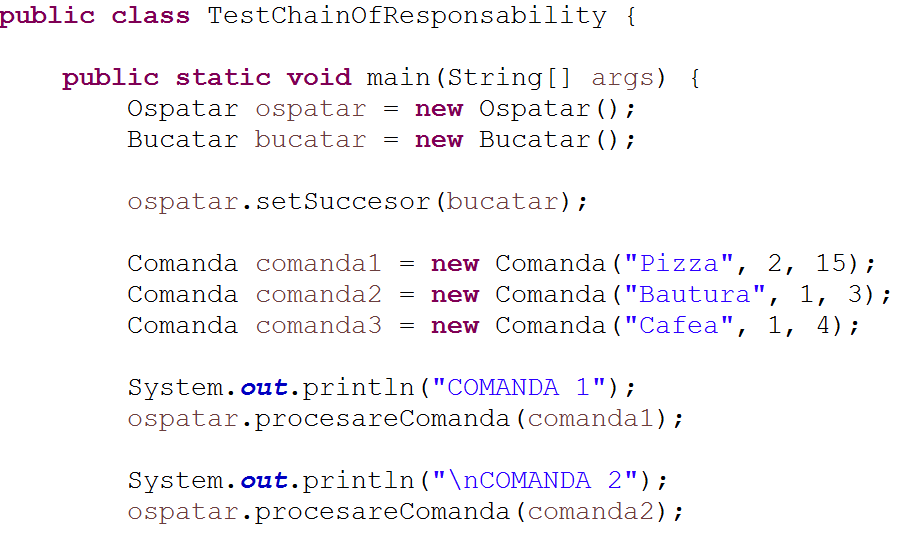 public class TestChainOfResponsability {
public static void main(String[] args) {
Ospatar ospatar = new Ospatar();
Bucatar bucatar = new Bucatar();
ospatar.setSuccesor(bucatar);
Comanda comanda1 = new Comanda("Pizza", 2, 15);
Comanda comanda2 = new Comanda("Bautura", 1, 3);
Comanda comanda3 = new Comanda("Cafea", 1, 4);
System.out.println("COMANDA 1");
ospatar.procesareComanda(comanda1);
System.out.println("\nCOMANDA 2");
ospatar.procesareComanda(comanda2);